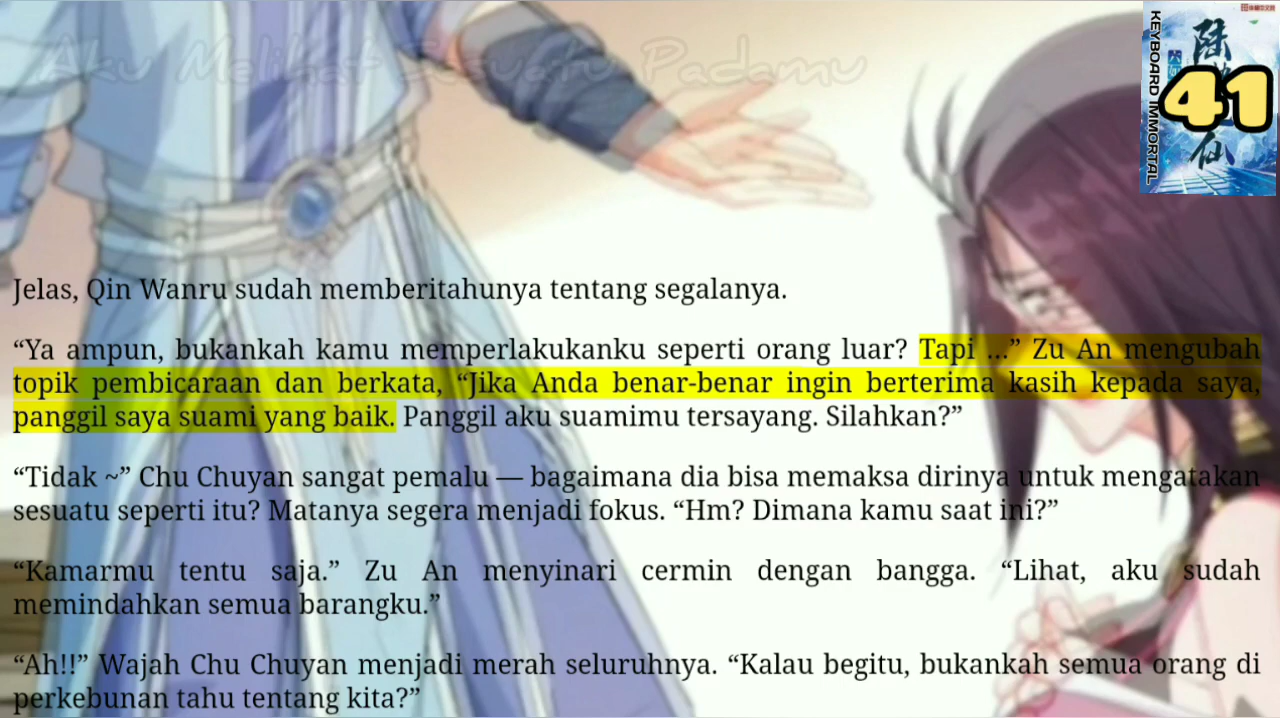 Aku Melihat Sesuatu Padamu
KEYBOARD IMMORTAL
41
仙
Jelas, Qin Wanru sudah memberitahunya tentang segalanya.
“Ya ampun, bukankah kamu memperlakukanku seperti orang luar? Tapi ...” Zu An mengubah
topik pembicaraan dan berkata, “Jika Anda benar-benar ingin berterima kasih kepada saya,
panggil saya suami yang baik. Panggil aku suamimu tersayang. Silahkan?”
“Tidak ~” Chu Chuyan sangat pemalu — bagaimana dia bisa memaksa dirinya untuk mengatakan
sesuatu seperti itu? Matanya segera menjadi fokus. “Hm? Dimana kamu saat ini?”
“Kamarmu tentu saja.” Zu An menyinari cermin dengan bangga. “Lihat, aku sudah
memindahkan semua barangku.”
“Ah!!” Wajah Chu Chuyan menjadi merah seluruhnya. “Kalau begitu, bukankah semua orang di
perkebunan tahu tentang kita?”